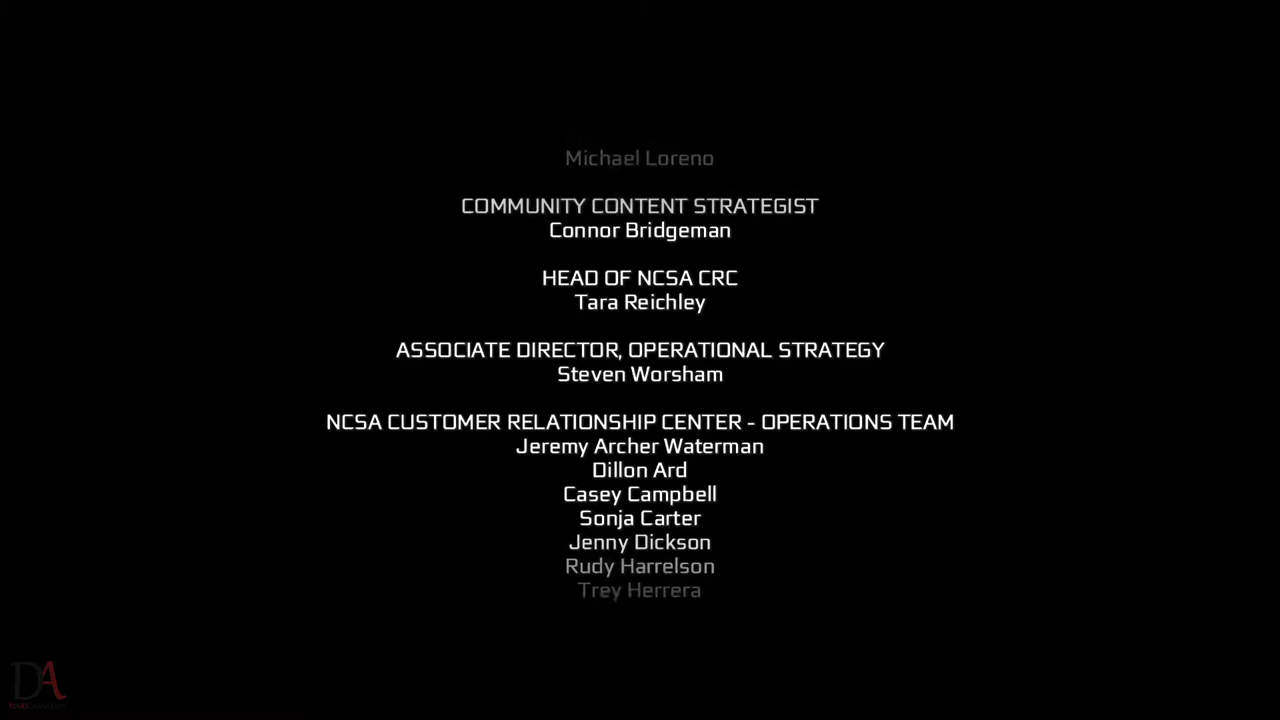 Michael Loreno
COMMUNITY CONTENT STRATEGIST
Connor Bridgeman
HEAD OF NCSA CRC
Tara Reichley
ASSOCIATE DIRECTOR, OPERATIONAL STRATEGY
Steven Worsham
NCSA CUSTOMER RELATIONSHIP CENTER - OPERATIONS TEAM
Jeremy Archer Waterman
Dillon Ard
Casey Campbell
Sonja Carter
Jenny Dickson
Rudy Harrelson
Trey Herrera
DA